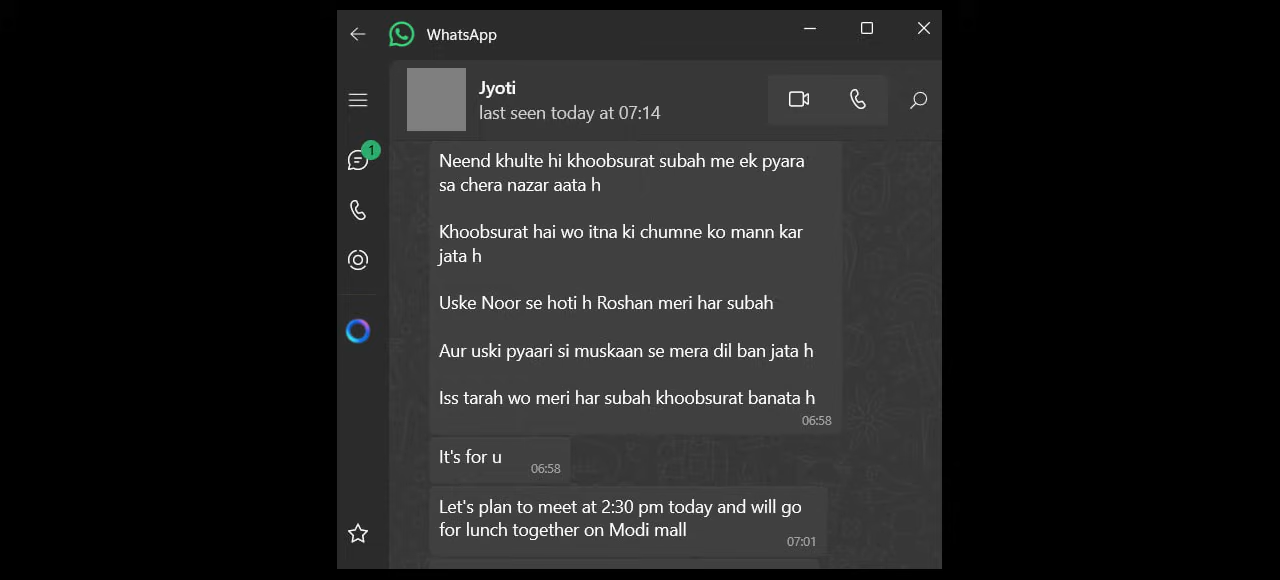 WhatsApp
Jyoti
last seen today at 07:14
1
Neend khulte hi khoobsurat subah me ek pyara
sa chera nazar aata h
Khoobsurat hai wo itna ki chumne ko mann kar
jata h
Uske Noor se hoti h Roshan meri har subah
Aur uski pyaari si muskaan se mera dil ban jata h
Iss tarah wo meri har subah khoobsurat banata h
06:58
It's for u
06:58
Let's plan to meet at 2:30 pm today and will go
for lunch together on Modi mall
07:01